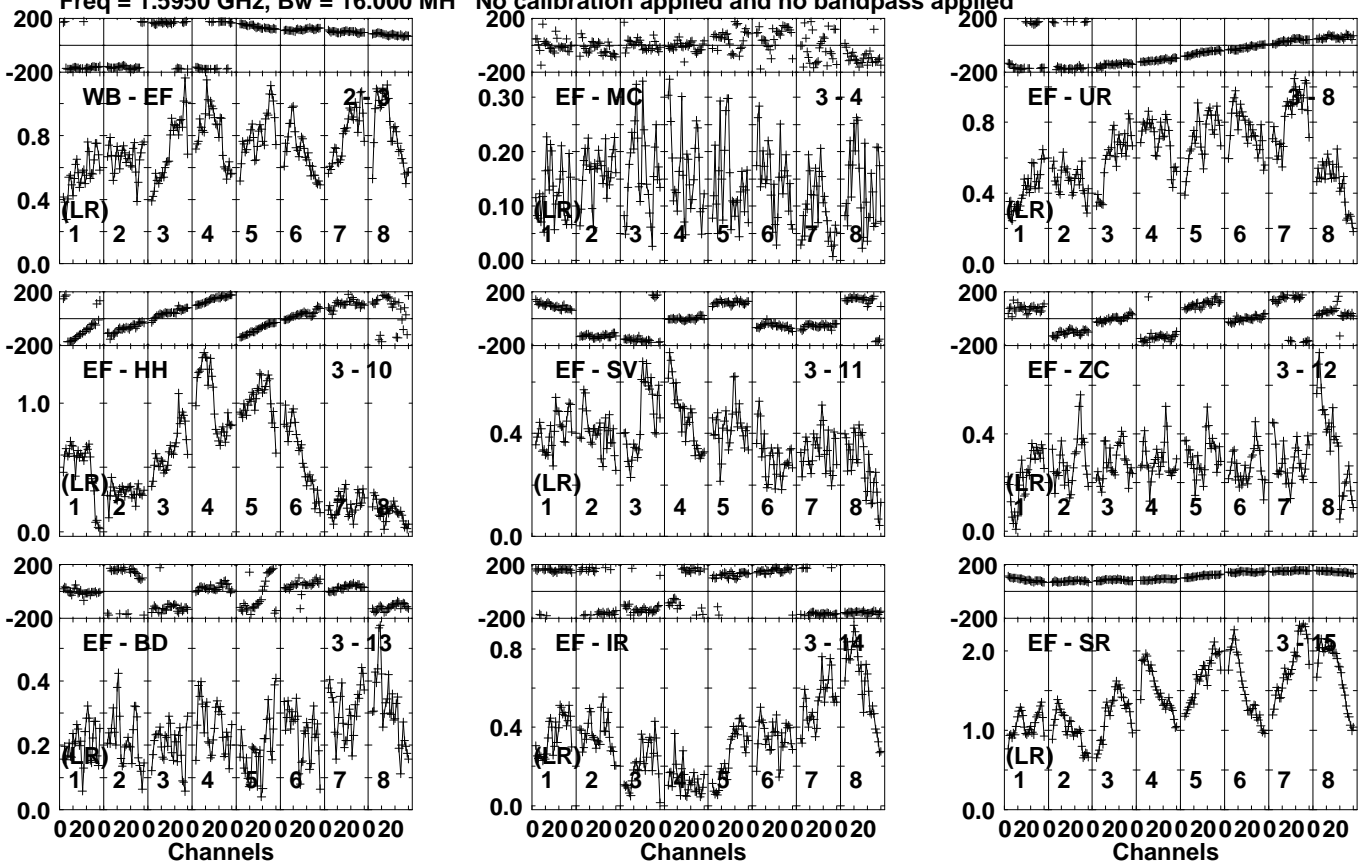 Freq = 1.5950 GHz, Bw = 16.000 MH No calibration applied and no bandpass applied
200 200 200
-200 -200 -200
WB - EF 2 - 3 EF - MC 3 - 4 EF - UR 3 - 8
0.30
0.8 0.20 0.8
0.4 0.10 0.4
(LR) (LR) (LR)
1 2 3 4 5 6 7 8 1 2 3 4 5 6 7 8 1 2 3 4 5 6 7 8
0.0 0.00 0.0
200 200 200
-200 -200 -200
EF - HH 3 - 10 EF - SV 3 - 11 EF - ZC 3 - 12
1.0 0.4 0.4
(LR) (LR) (LR)
1 2 3 4 5 6 7 8 1 2 3 4 5 6 7 8 1 2 3 4 5 6 7 8
0.0 0.0 0.0
200 200 200
-200 -200 -200
EF - BD 3 - 13 EF - IR 3 - 14 EF - SR 3 - 15
0.4 0.8 2.0
0.2 0.4 1.0
(LR) (LR) (LR)
1 2 3 4 5 6 7 8 1 2 3 4 5 6 7 8 1 2 3 4 5 6 7 8
0.0 0.0 0.0
0 20 0 20 0 20 0 20 0 20 0 20 0 20 0 20 0 20 0 20 0 20 0 20 0 20 0 20 0 20 0 20 0 20 0 20 0 20 0 20 0 20 0 20 0 20 0 20
Channels Channels Channels